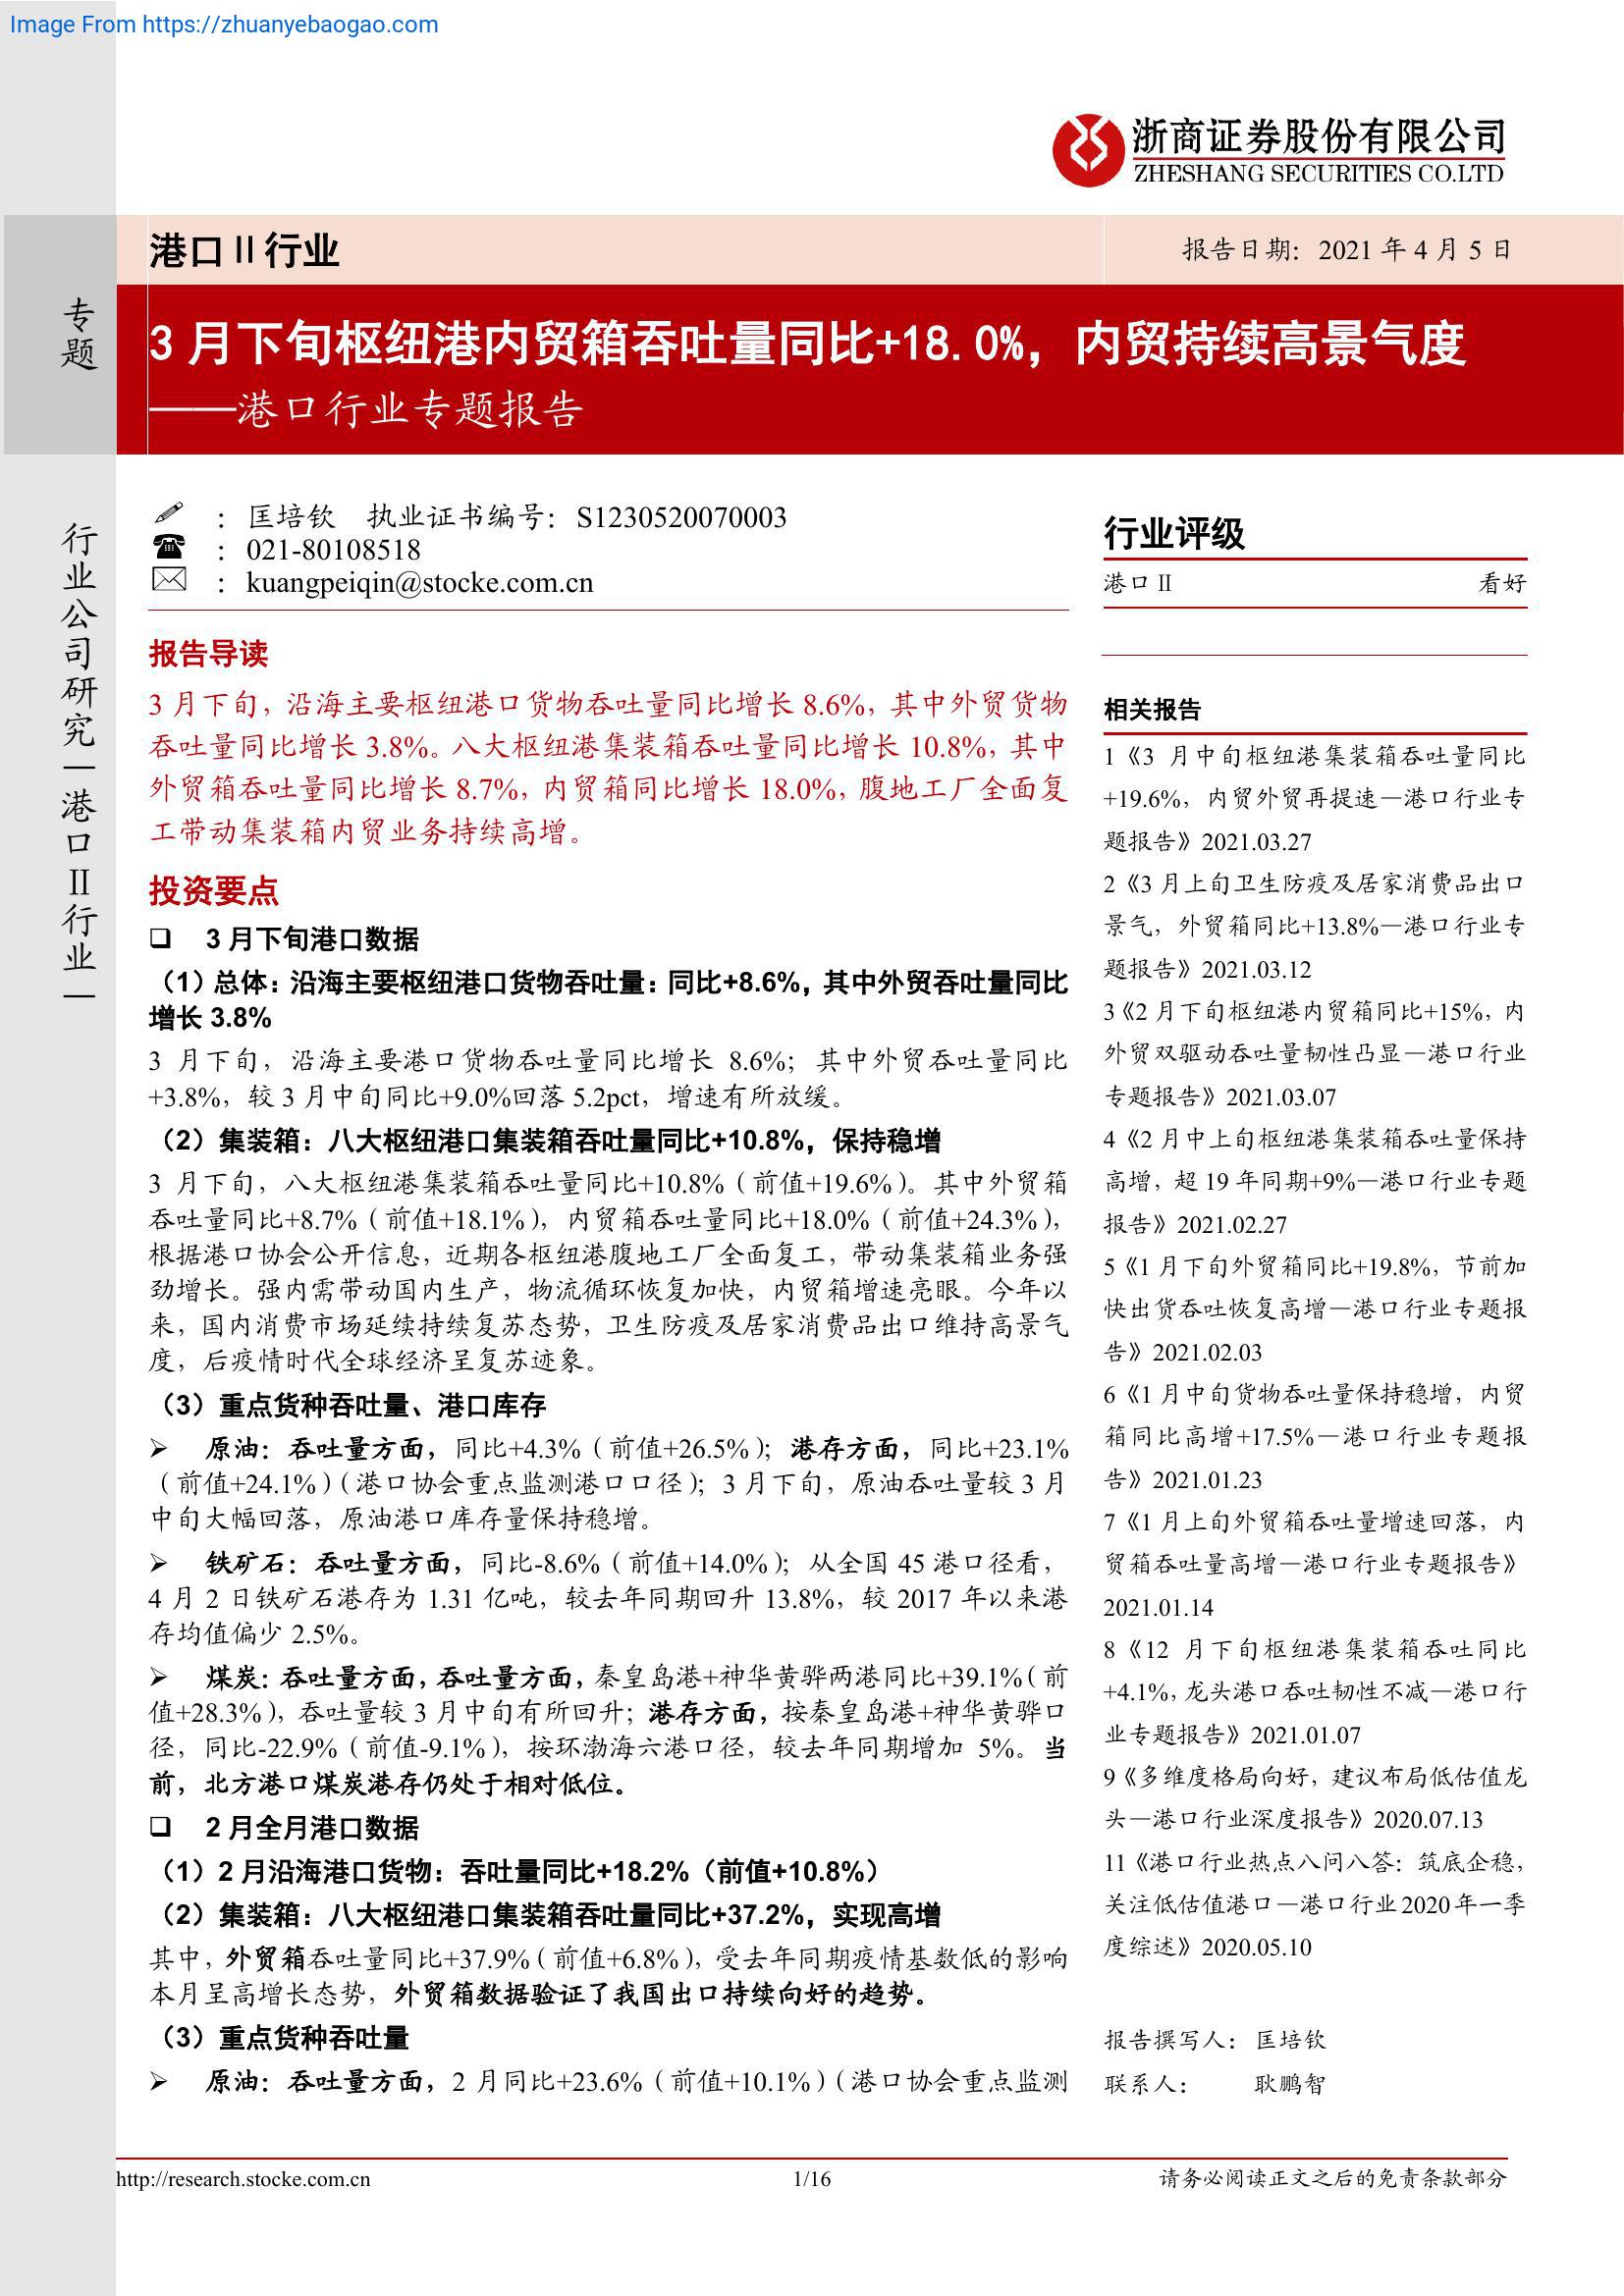 Image From https://zhuanyebaogao.com
浙商证券股份有限公司
ZHESHANG SECURITIES CO.LTD
专题
行业公司研究—港口Ⅱ行业—
港口Ⅱ行业
报告日期：2021 年 4 月 5 日
3 月下旬枢纽港内贸箱吞吐量同比+18.0%，内贸持续高景气度
——港口行业专题报告
：匡培钦 执业证书编号：S1230520070003
：021-80108518
：kuangpeiqin@stocke.com.cn
报告导读
3 月下旬，沿海主要枢纽港口货物吞吐量同比增长 8.6%，其中外贸货物
吞吐量同比增长 3.8%。八大枢纽港集装箱吞吐量同比增长 10.8%，其中
外贸箱吞吐量同比增长 8.7%，内贸箱同比增长 18.0%，腹地工厂全面复
工带动集装箱内贸业务持续高增。
投资要点
❑ 3 月下旬港口数据
（1）总体：沿海主要枢纽港口货物吞吐量：同比+8.6%，其中外贸吞吐量同比
增长 3.8%
3 月下旬，沿海主要港口货物吞吐量同比增长 8.6%；其中外贸吞吐量同比
+3.8%，较 3 月中旬同比+9.0%回落 5.2pct，增速有所放缓。
（2）集装箱：八大枢纽港口集装箱吞吐量同比+10.8%，保持稳增
3 月下旬，八大枢纽港集装箱吞吐量同比+10.8%（前值+19.6%）。其中外贸箱
吞吐量同比+8.7%（前值+18.1%），内贸箱吞吐量同比+18.0%（前值+24.3%），
根据港口协会公开信息，近期各枢纽港腹地工厂全面复工，带动集装箱业务强
劲增长。强内需带动国内生产，物流循环恢复加快，内贸箱增速亮眼。今年以
来，国内消费市场延续持续复苏态势，卫生防疫及居家消费品出口维持高景气
度，后疫情时代全球经济呈复苏迹象。
（3）重点货种吞吐量、港口库存
➢ 原油：吞吐量方面，同比+4.3%（前值+26.5%）；港存方面，同比+23.1%
（前值+24.1%）（港口协会重点监测港口口径）；3 月下旬，原油吞吐量较 3 月
中旬大幅回落，原油港口库存量保持稳增。
➢ 铁矿石：吞吐量方面，同比-8.6%（前值+14.0%）；从全国 45 港口径看，
4 月 2 日铁矿石港存为 1.31 亿吨，较去年同期回升 13.8%，较 2017 年以来港
存均值偏少 2.5%。
➢ 煤炭：吞吐量方面，吞吐量方面，秦皇岛港+神华黄骅两港同比+39.1%（前
值+28.3%），吞吐量较 3 月中旬有所回升；港存方面，按秦皇岛港+神华黄骅口
径，同比-22.9%（前值-9.1%），按环渤海六港口径，较去年同期增加 5%。当
前，北方港口煤炭港存仍处于相对低位。
❑ 2 月全月港口数据
（1）2 月沿海港口货物：吞吐量同比+18.2%（前值+10.8%）
（2）集装箱：八大枢纽港口集装箱吞吐量同比+37.2%，实现高增
其中，外贸箱吞吐量同比+37.9%（前值+6.8%），受去年同期疫情基数低的影响
本月呈高增长态势，外贸箱数据验证了我国出口持续向好的趋势。
（3）重点货种吞吐量
➢ 原油：吞吐量方面，2 月同比+23.6%（前值+10.1%）（港口协会重点监测
行业评级
港口Ⅱ 看好
相关报告
1《3 月中旬枢纽港集装箱吞吐量同比
+19.6%，内贸外贸再提速—港口行业专
题报告》2021.03.27
2《3 月上旬卫生防疫及居家消费品出口
景气，外贸箱同比+13.8%—港口行业专
题报告》2021.03.12
3《2 月下旬枢纽港内贸箱同比+15%，内
外贸双驱动吞吐量韧性凸显—港口行业
专题报告》2021.03.07
4《2 月中上旬枢纽港集装箱吞吐量保持
高增，超 19 年同期+9%—港口行业专题
报告》2021.02.27
5《1 月下旬外贸箱同比+19.8%，节前加
快出货吞吐恢复高增—港口行业专题报
告》2021.02.03
6《1 月中旬货物吞吐量保持稳增，内贸
箱同比高增+17.5%—港口行业专题报
告》2021.01.23
7《1 月上旬外贸箱吞吐量增速回落，内
贸箱吞吐量高增—港口行业专题报告》
2021.01.14
8《12 月下旬枢纽港集装箱吞吐同比
+4.1%，龙头港口吞吐韧性不减—港口行
业专题报告》2021.01.07
9《多维度格局向好，建议布局低估值龙
头—港口行业深度报告》2020.07.13
11《港口行业热点八问八答：筑底企稳，
关注低估值港口—港口行业2020年一季
度综述》2020.05.10
报告撰写人：匡培钦
联系人： 耿鹏智
http://research.stocke.com.cn
1/16
请务必阅读正文之后的免责条款部分